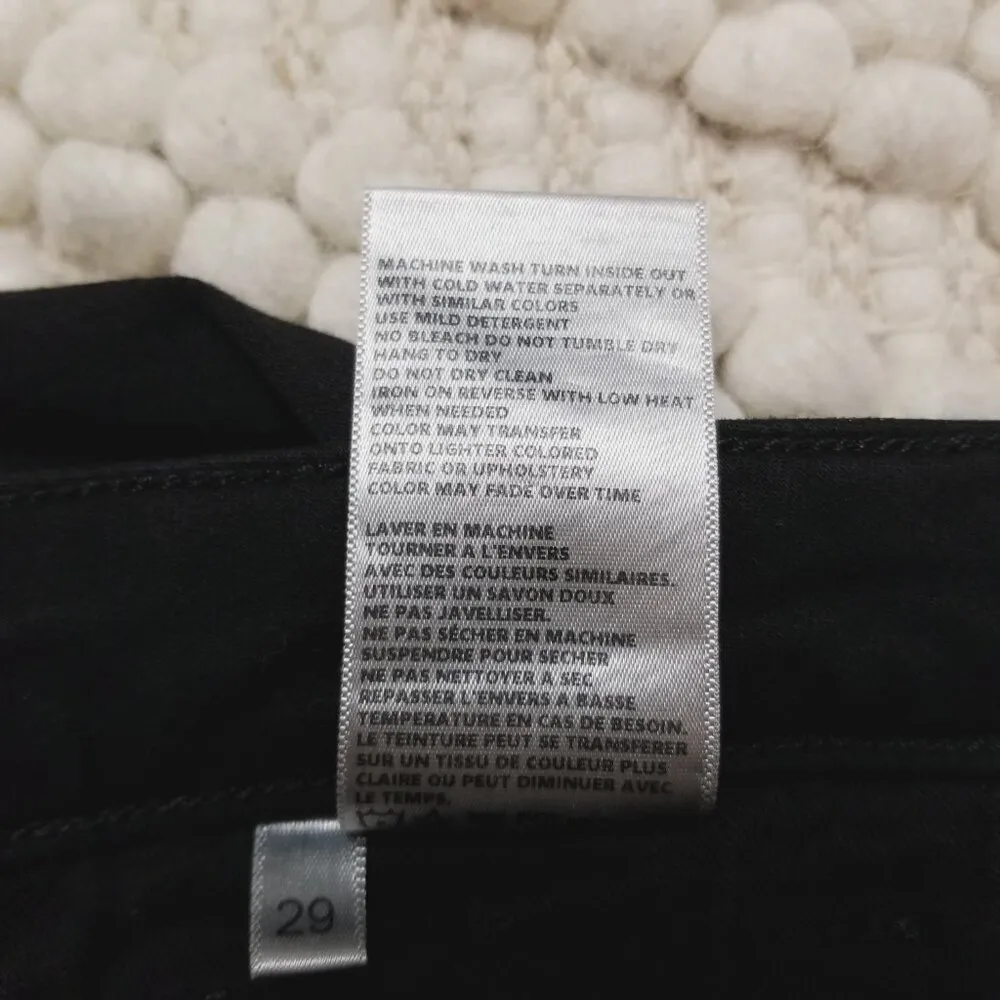 MACHINE WASH TURN INSIDE OUT
WITH COLD WATER SEPARATELY OR
WITH SIMILAR COLORS
USE MILD DETERGENT
NO BLEACH DO NOT TUMBLE DRY
HANG TO DRY
DO NOT DRY CLEAN
IRON ON REVERSE WITH LOW HEAT
WHEN NEEDED
COLOR MAY TRANSFER
ONTO LIGHTER COLORED
FABRIC OR UPHOLSTERY
COLOR MAY FADE OVER TIME
LAVER EN MACHINE
TOURNER A L'ENVERS
AVEC DES COULEURS SIMILAIRES.
UTILISER UN SAVON DOUX
NE PAS JAVELLISER.
NE PAS SÉCHER EN MACHINE
SUSPENDRE POUR SECHER
NE PAS NETTOYER A SEC
REPASSER L'ENVERS A BASSE
TEMPERATURE EN CAS DE BESOIN.
LE TEINTURE PEUT SE TRANSFERER
SUR UN TISSU DE COULEUR PLUS
CLAIRE OU PEUT DIMINUER AVEC
LE TEMPS.
29